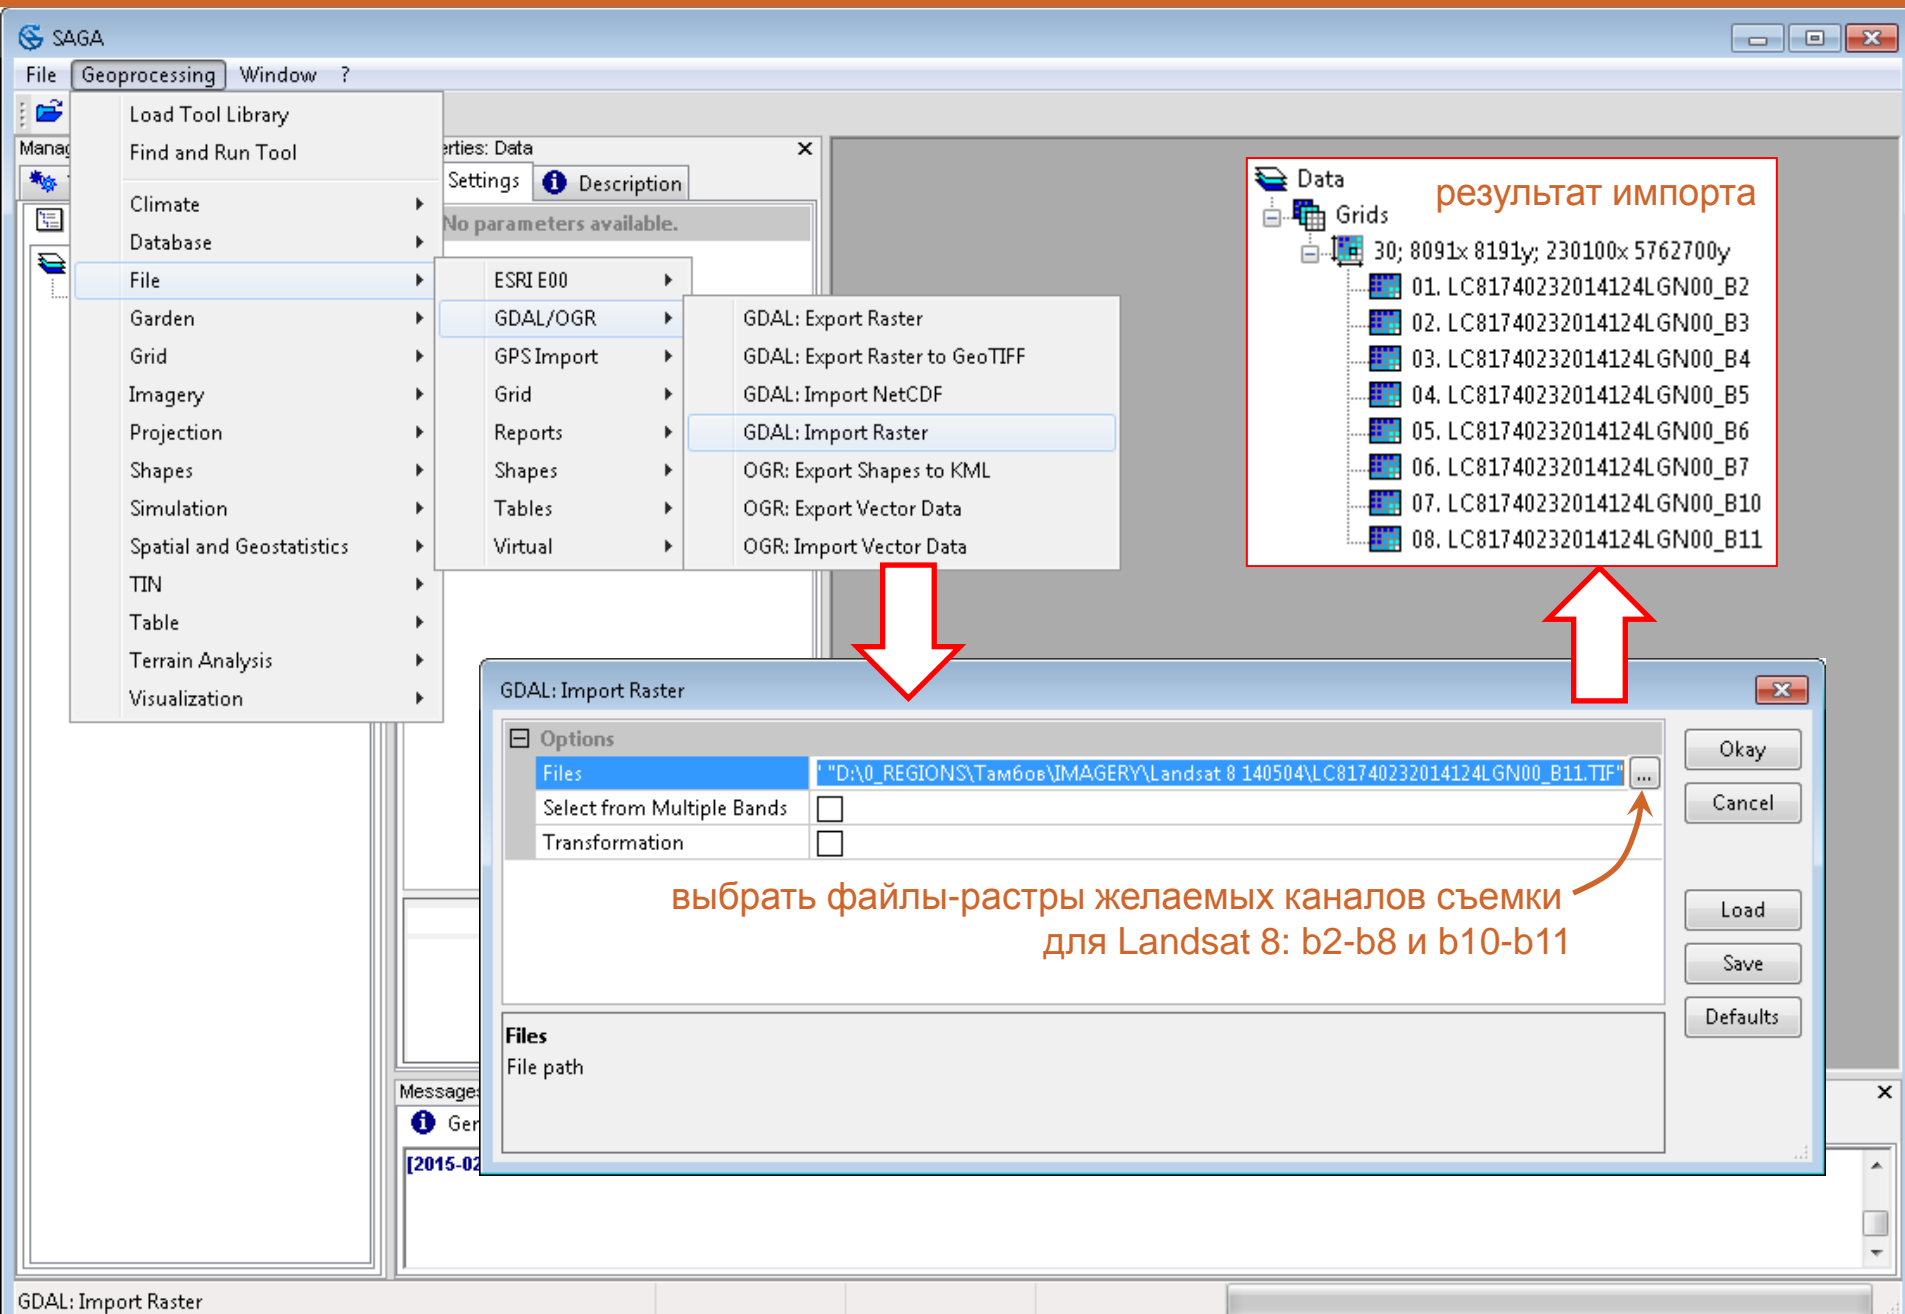 SAGA
File Geoprocessing Window ?
Load Tool Library
Find and Run Tool
Climate
Database
File
Garden
Grid
Imagery
Projection
Shapes
Simulation
Spatial and Geostatistics
TIN
Table
Terrain Analysis
Visualization
ESRI E00
GDAL/OGR
GPS Import
Grid
Reports
Shapes
Tables
Virtual
GDAL: Export Raster
GDAL: Export Raster to GeoTIFF
GDAL: Import NetCDF
GDAL: Import Raster
OGR: Export Shapes to KML
OGR: Export Vector Data
OGR: Import Vector Data
Manag
erties: Data
Settings
Description
No parameters available.
Data
результат импорта
Grids
30; 8091x 8191y; 230100x 5762700y
01. LC81740232014124LGN00_B2
02. LC81740232014124LGN00_B3
03. LC81740232014124LGN00_B4
04. LC81740232014124LGN00_B5
05. LC81740232014124LGN00_B6
06. LC81740232014124LGN00_B7
07. LC81740232014124LGN00_B10
08. LC81740232014124LGN00_B11
GDAL: Import Raster
Options
Files " "D:\0_REGIONS\Тамбов\IMAGERY\Landsat 8 140504\LC81740232014124LGN00_B11.TIF" ...
Select from Multiple Bands
Transformation
выбрать файлы-растры желаемых каналов съемки
для Landsat 8: b2-b8 и b10-b11
Okay
Cancel
Load
Save
Defaults
Files
File path
Messages
Ger
[2015-02
GDAL: Import Raster